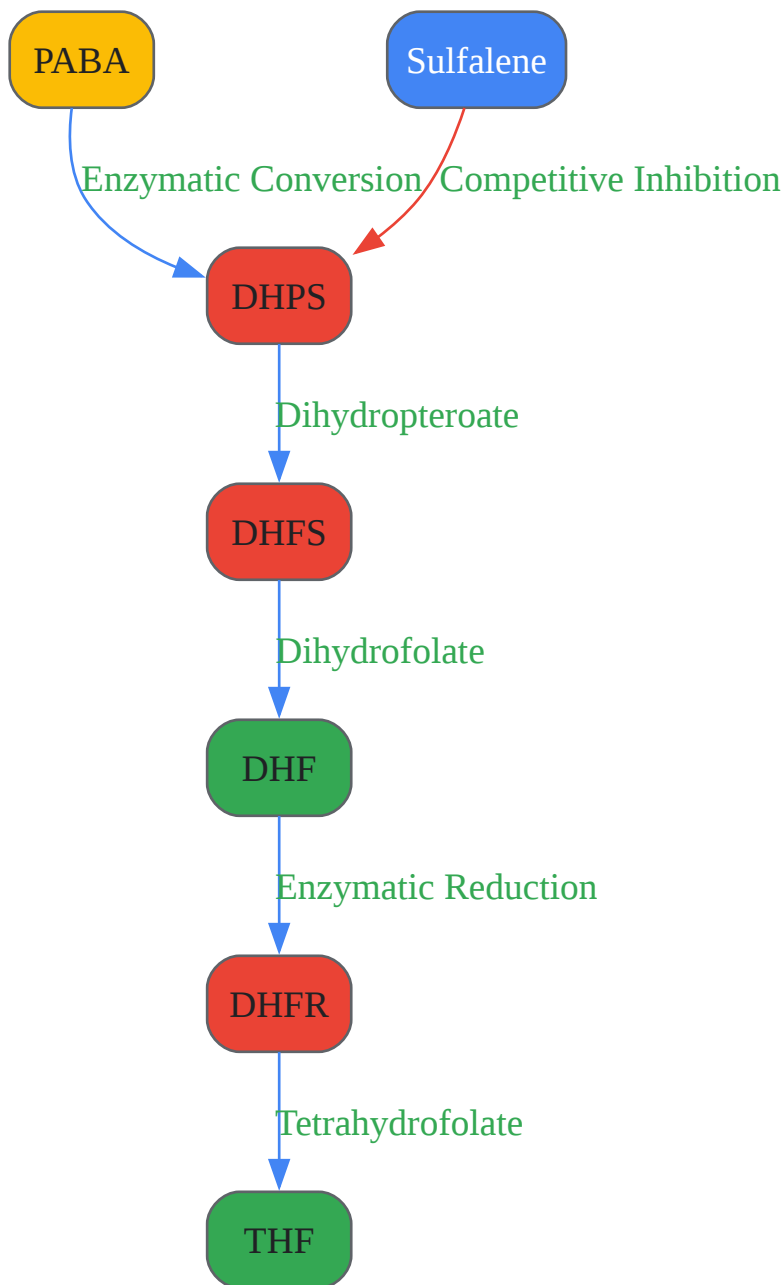 PABA
Sulfalene
Enzymatic Conversion
Competitive Inhibition
DHPS
Dihydropteroate
DHFS
Dihydrofolate
DHF
Enzymatic Reduction
DHFR
Tetrahydrofolate
THF